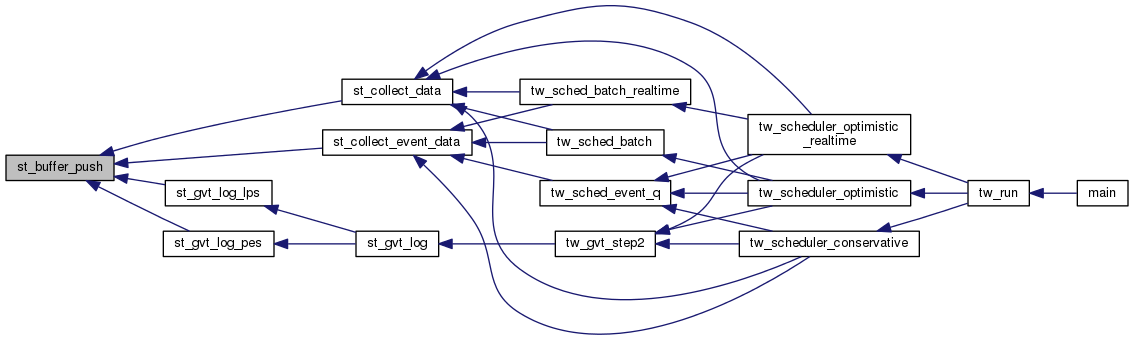 st_buffer_push
st_collect_data
st_collect_event_data
st_gvt_log_lps
st_gvt_log_pes
st_gvt_log
tw_sched_batch_realtime
tw_sched_batch
tw_sched_event_q
tw_gvt_step2
tw_scheduler_optimistic
_realtime
tw_scheduler_optimistic
tw_scheduler_conservative
tw_run
main